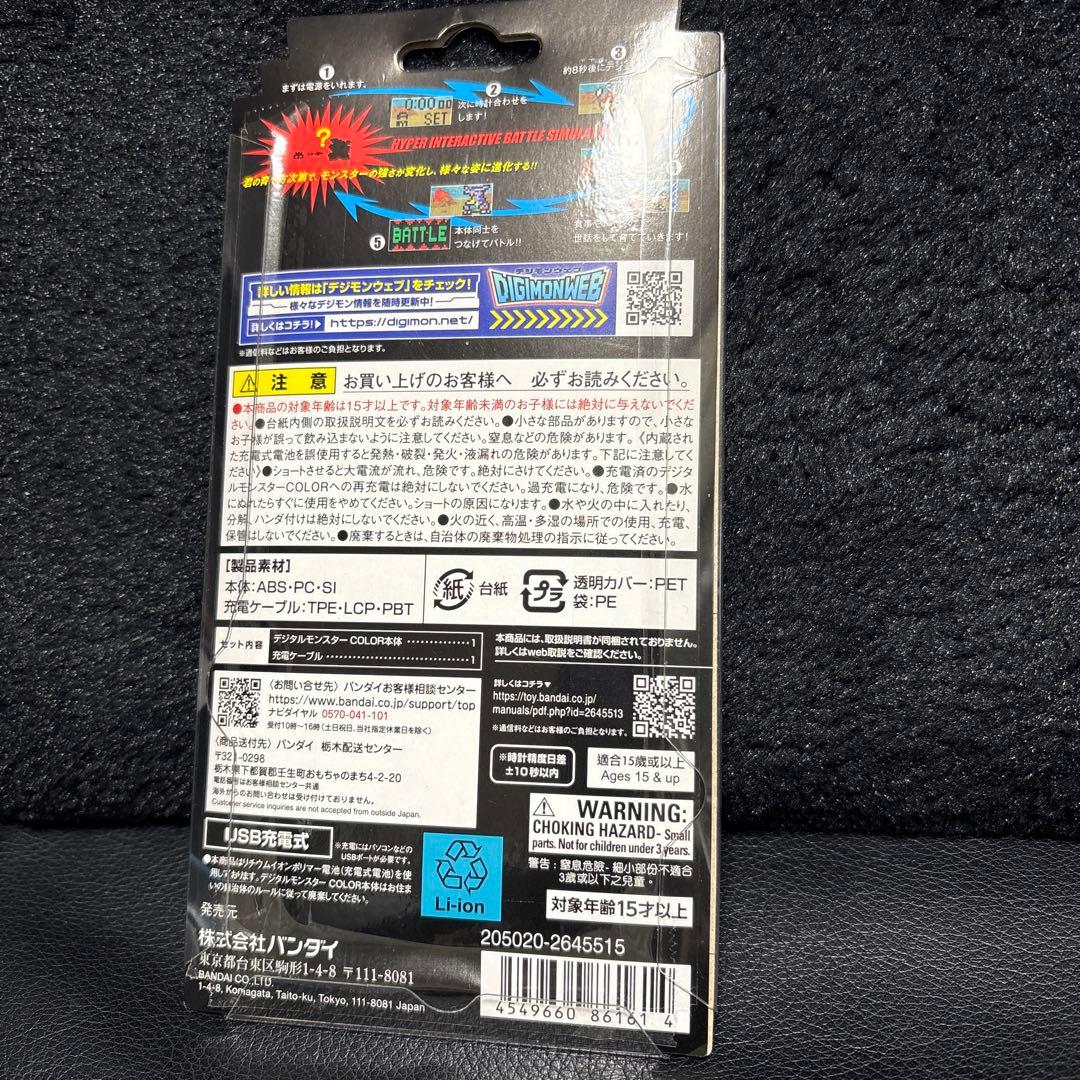 ①
まずは電源をいれます。
②
次に時計合わせを
します！
0:00
SET
③
約8秒後にデジ
HYPER INTERACTIVE BATTLE SIMULA
?
君の育て方次第で、モンスターの強さが変化し、様々な姿に進化する!!
世話をして育てていきます！
⑤
BATTLE
本体同士を
つなげてバトル!!
詳しい情報は「デジモンウェブ」をチェック！
様々なデジモン情報を随時更新中！
詳しくはコチラ！▶ https://digimon.net/
デジモンウェブ
DIGIMONWEB
※通信料などはお客様のご負担となります。
⚠ 注 意 お買い上げのお客様へ 必ずお読みください。
●本商品の対象年齢は15才以上です。対象年齢未満のお子様には絶対に与えないでくだ
さい。●台紙内側の取扱説明文を必ずお読みください。●小さな部品がありますので、小さな
お子様が誤って飲み込まないように注意してください。窒息などの危険があります。《内蔵され
た充電式電池を誤使用すると発熱・破裂・発火・液漏れの危険があります。下記に注意してく
ださい》●ショートさせると大電流が流れ、危険です。絶対にさけてください。●充電済のデジタ
ルモンスターCOLORへの再充電は絶対にしないでください。過充電になり、危険です。●水
にぬれたらすぐに使用をやめてください。ショートの原因になります。●水や火の中に入れたり、
分解、ハンダ付けは絶対にしないでください。●火の近く、高温・多湿の場所での使用、充電、
保管はしないでください。●廃棄するときは、自治体の廃棄物処理の指示に従ってください。
【製品素材】
本体：ABS・PC・SI
充電ケーブル：TPE・LCP・PBT
紙 台紙
プラ 透明カバー：PET
袋：PE
セット内容
デジタルモンスター COLOR本体 ・・・・・・・・・・・・1
充電ケーブル ・・・・・・・・・・・・・・・・・・・・・・・・・・・・1
本商品には、取扱説明書が同梱されておりません。
詳しくはweb取説をご確認ください。
〈お問い合せ先〉バンダイお客様相談センター
https://www.bandai.co.jp/support/top
ナビダイヤル 0570-041-101
受付10時～16時（土日祝日、当社指定休業日を除く）
〈商品送付先〉バンダイ 栃木配送センター
〒321-0298
栃木県下都賀郡壬生町おもちゃのまち4-2-20
電話番号はお客様相談センター共通
海外からのお問い合わせは受け付けておりません。
Customer service inquiries are not accepted from outside Japan.
詳しくはコチラ▼
https://toy.bandai.co.jp/
manuals/pdf.php?id=2645513
※通信料などはお客様のご負担となります。
※時計精度日差
±10秒以内
適合15歳或以上
Ages 15 & up
⚠ WARNING:
CHOKING HAZARD- Small
parts. Not for children under 3 years.
警告：窒息危險- 細小部份不適合
3歳或以下之兒童。
対象年齢15才以上
USB充電式
※充電にはパソコンなどの
USBポートが必要です。
●本商品はリチウムイオンポリマー電池（充電式電池）を使
用しております。デジタルモンスター COLOR本体はお住ま
いの自治体のルールに従って廃棄してください。
Li-ion
発売元
株式会社バンダイ
東京都台東区駒形1-4-8 〒111-8081
BANDAI CO.,LTD.
1-4-8, Komagata, Taito-ku, Tokyo, 111-8081 Japan
205020-2645515
4549660 861614